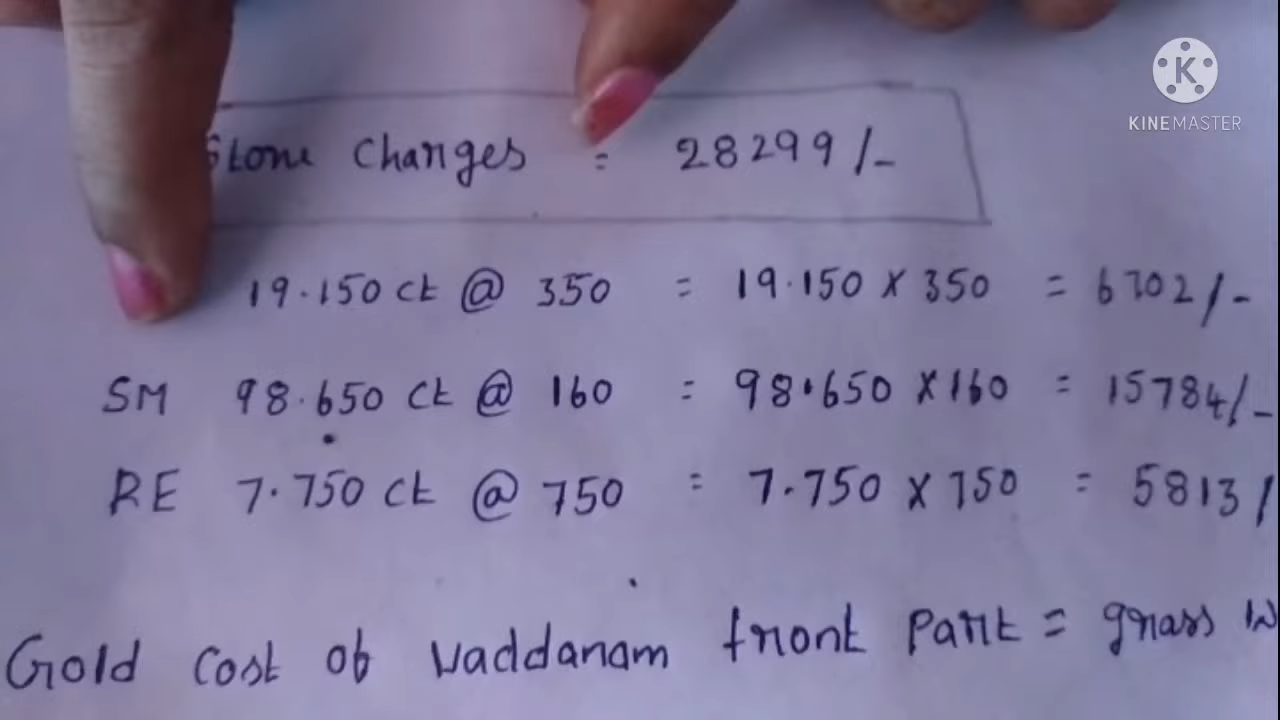 KINEMASTER
Stone Charges = 28299/-
19.150 ct @ 350 = 19.150 x 350 = 6702/-
SM 98.650 ct @ 160 = 98.650 x 160 = 15784/-
RE 7.750 ct @ 750 = 7.750 x 750 = 5813/
Gold cost of vaddanam front part = gross